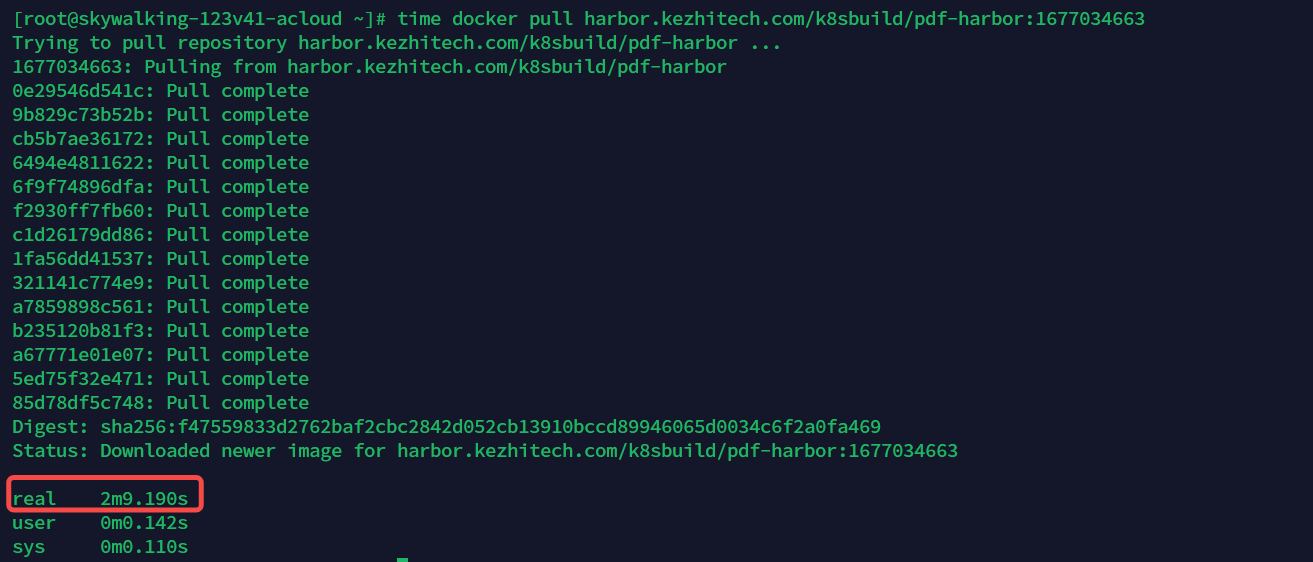 [root@skywalking-123v41-acloud ~]# time docker pull harbor.kezhitech.com/k8sbuild/pdf-harbor:1677034663
Trying to pull repository harbor.kezhitech.com/k8sbuild/pdf-harbor ...
1677034663: Pulling from harbor.kezhitech.com/k8sbuild/pdf-harbor
0e29546d541c: Pull complete
9b829c73b52b: Pull complete
cb5b7ae36172: Pull complete
6494e4811622: Pull complete
6f9f74896dfa: Pull complete
f2930ff7fb60: Pull complete
c1d26179dd86: Pull complete
1fa56dd41537: Pull complete
321141c774e9: Pull complete
a7859898c561: Pull complete
b235120b81f3: Pull complete
a67771e01e07: Pull complete
5ed75f32e471: Pull complete
85d78df5c748: Pull complete
Digest: sha256:f47559833d2762baf2cbc2842d052cb13910bccd89946065d0034c6f2a0fa469
Status: Downloaded newer image for harbor.kezhitech.com/k8sbuild/pdf-harbor:1677034663
real 2m9.190s
user 0m0.142s
sys 0m0.110s